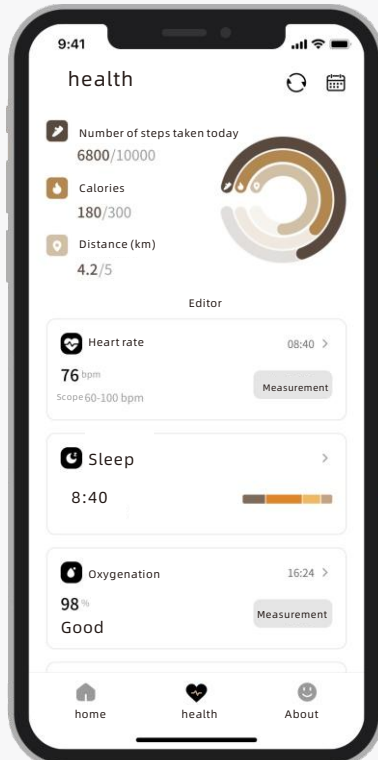 9:41
health
Number of steps taken today
6800/10000
Calories
180/300
Distance (km)
4.2/5
Editor
Heart rate
08:40
76 bpm
Scope 60-100 bpm
Measurement
Sleep
8:40
Oxygenation
16:24
98 %
Good
Measurement
home
health
About